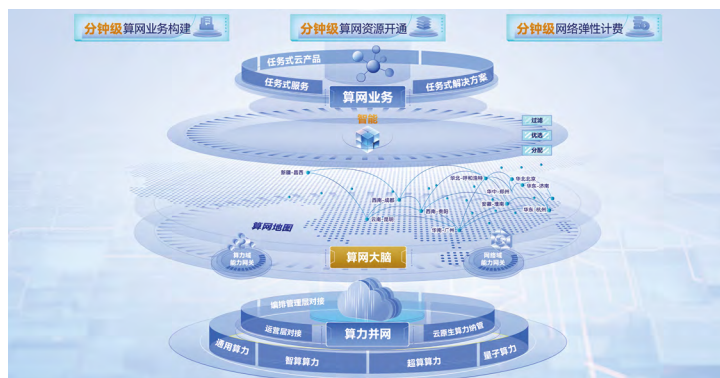 分钟级算网业务构建
分钟级算网资源开通
分钟级网络弹性计费
任务式云产品
任务式服务
任务式解决方案
算网业务
智能
过滤
优选
分配
新疆-昌西
华北-呼和浩特
华北北京
华东-济南
华中-郑州
西南-成都
安徽-淮南
西南-贵阳
华东-杭州
云南-昆明
华南-广州
算网地图
算力域
能力网关
算网大脑
网络域
能力网关
编排管理层对接
运营层对接
算力并网
云原生算力纳管
通用算力
智算算力
超算算力
量子算力